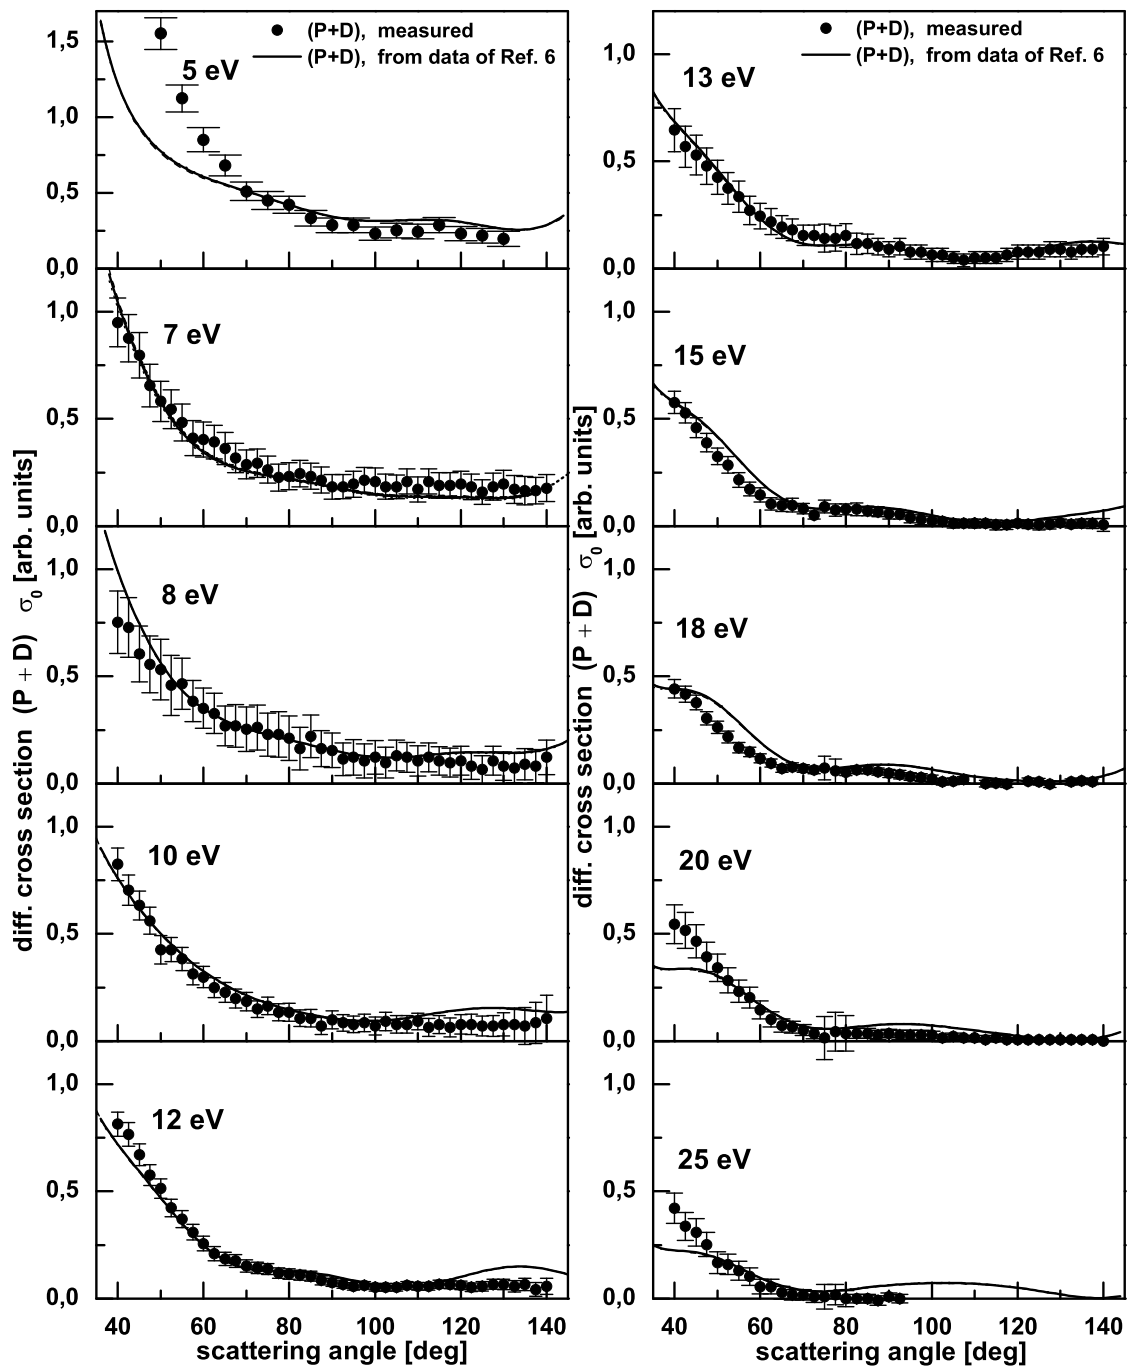 (P+D), measured
(P+D), from data of Ref. 6
5 eV
1,5
1,0
0,5
0,0
7 eV
1,0
0,5
0,0
8 eV
1,0
0,5
0,0
10 eV
1,0
0,5
0,0
12 eV
1,0
0,5
0,0
40 60 80 100 120 140
scattering angle [deg]
diff. cross section (P + D) σ0 [arb. units]
(P+D), measured
(P+D), from data of Ref. 6
13 eV
1,0
0,5
0,0
15 eV
1,0
0,5
0,0
18 eV
1,0
0,5
0,0
20 eV
1,0
0,5
0,0
25 eV
1,0
0,5
0,0
40 60 80 100 120 140
scattering angle [deg]
diff. cross section (P + D) σ0 [arb. units]